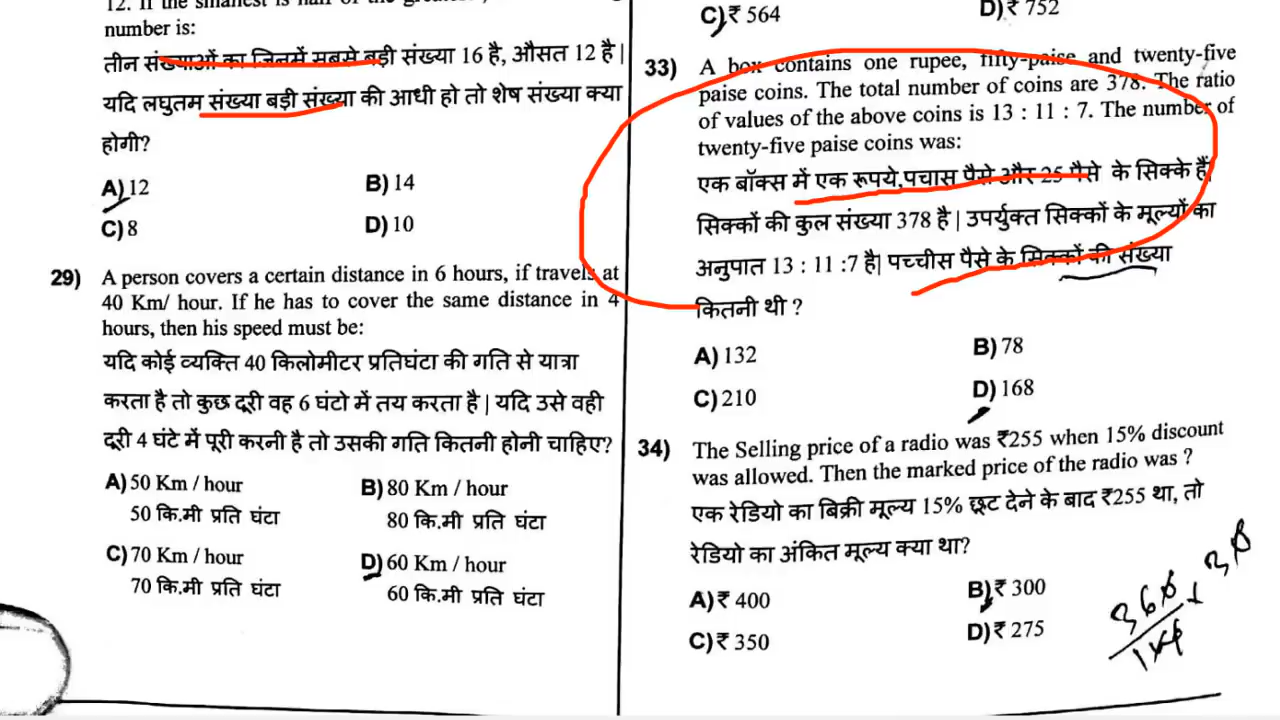 number is:
तीन संख्याओं का जिनमें सबसे बड़ी संख्या 16 है, औसत 12 है|
यदि लघुतम संख्या बड़ी संख्या की आधी हो तो शेष संख्या क्या
होगी?
A) 12
B) 14
C) 8
D) 10
29) A person covers a certain distance in 6 hours, if travels at
40 Km/ hour. If he has to cover the same distance in 4
hours, then his speed must be:
यदि कोई व्यक्ति 40 किलोमीटर प्रतिघंटा की गति से यात्रा
करता है तो कुछ दूरी वह 6 घंटो में तय करता है| यदि उसे वही
दूरी 4 घंटे में पूरी करनी है तो उसकी गति कितनी होनी चाहिए?
A) 50 Km / hour
50 कि.मी प्रति घंटा
B) 80 Km / hour
80 कि.मी प्रति घंटा
C) 70 Km / hour
70 कि.मी प्रति घंटा
D) 60 Km / hour
60 कि.मी प्रति घंटा
C) ₹ 564
D) ₹ 752
33) A box contains one rupee, fifty-paise and twenty-five
paise coins. The total number of coins are 378. The ratio
of values of the above coins is 13 : 11 : 7. The number of
twenty-five paise coins was:
एक बॉक्स में एक रूपये,पचास पैसे और 25 पैसे के सिक्के हैं|
सिक्कों की कुल संख्या 378 है| उपर्युक्त सिक्कों के मूल्यों का
अनुपात 13 : 11 :7 है| पच्चीस पैसे के सिक्कों की संख्या
कितनी थी ?
A) 132
B) 78
C) 210
D) 168
34) The Selling price of a radio was ₹255 when 15% discount
was allowed. Then the marked price of the radio was ?
एक रेडियो का बिक्री मूल्य 15% छूट देने के बाद ₹255 था, तो
रेडियो का अंकित मूल्य क्या था?
A) ₹ 400
B) ₹ 300
C) ₹ 350
D) ₹ 275